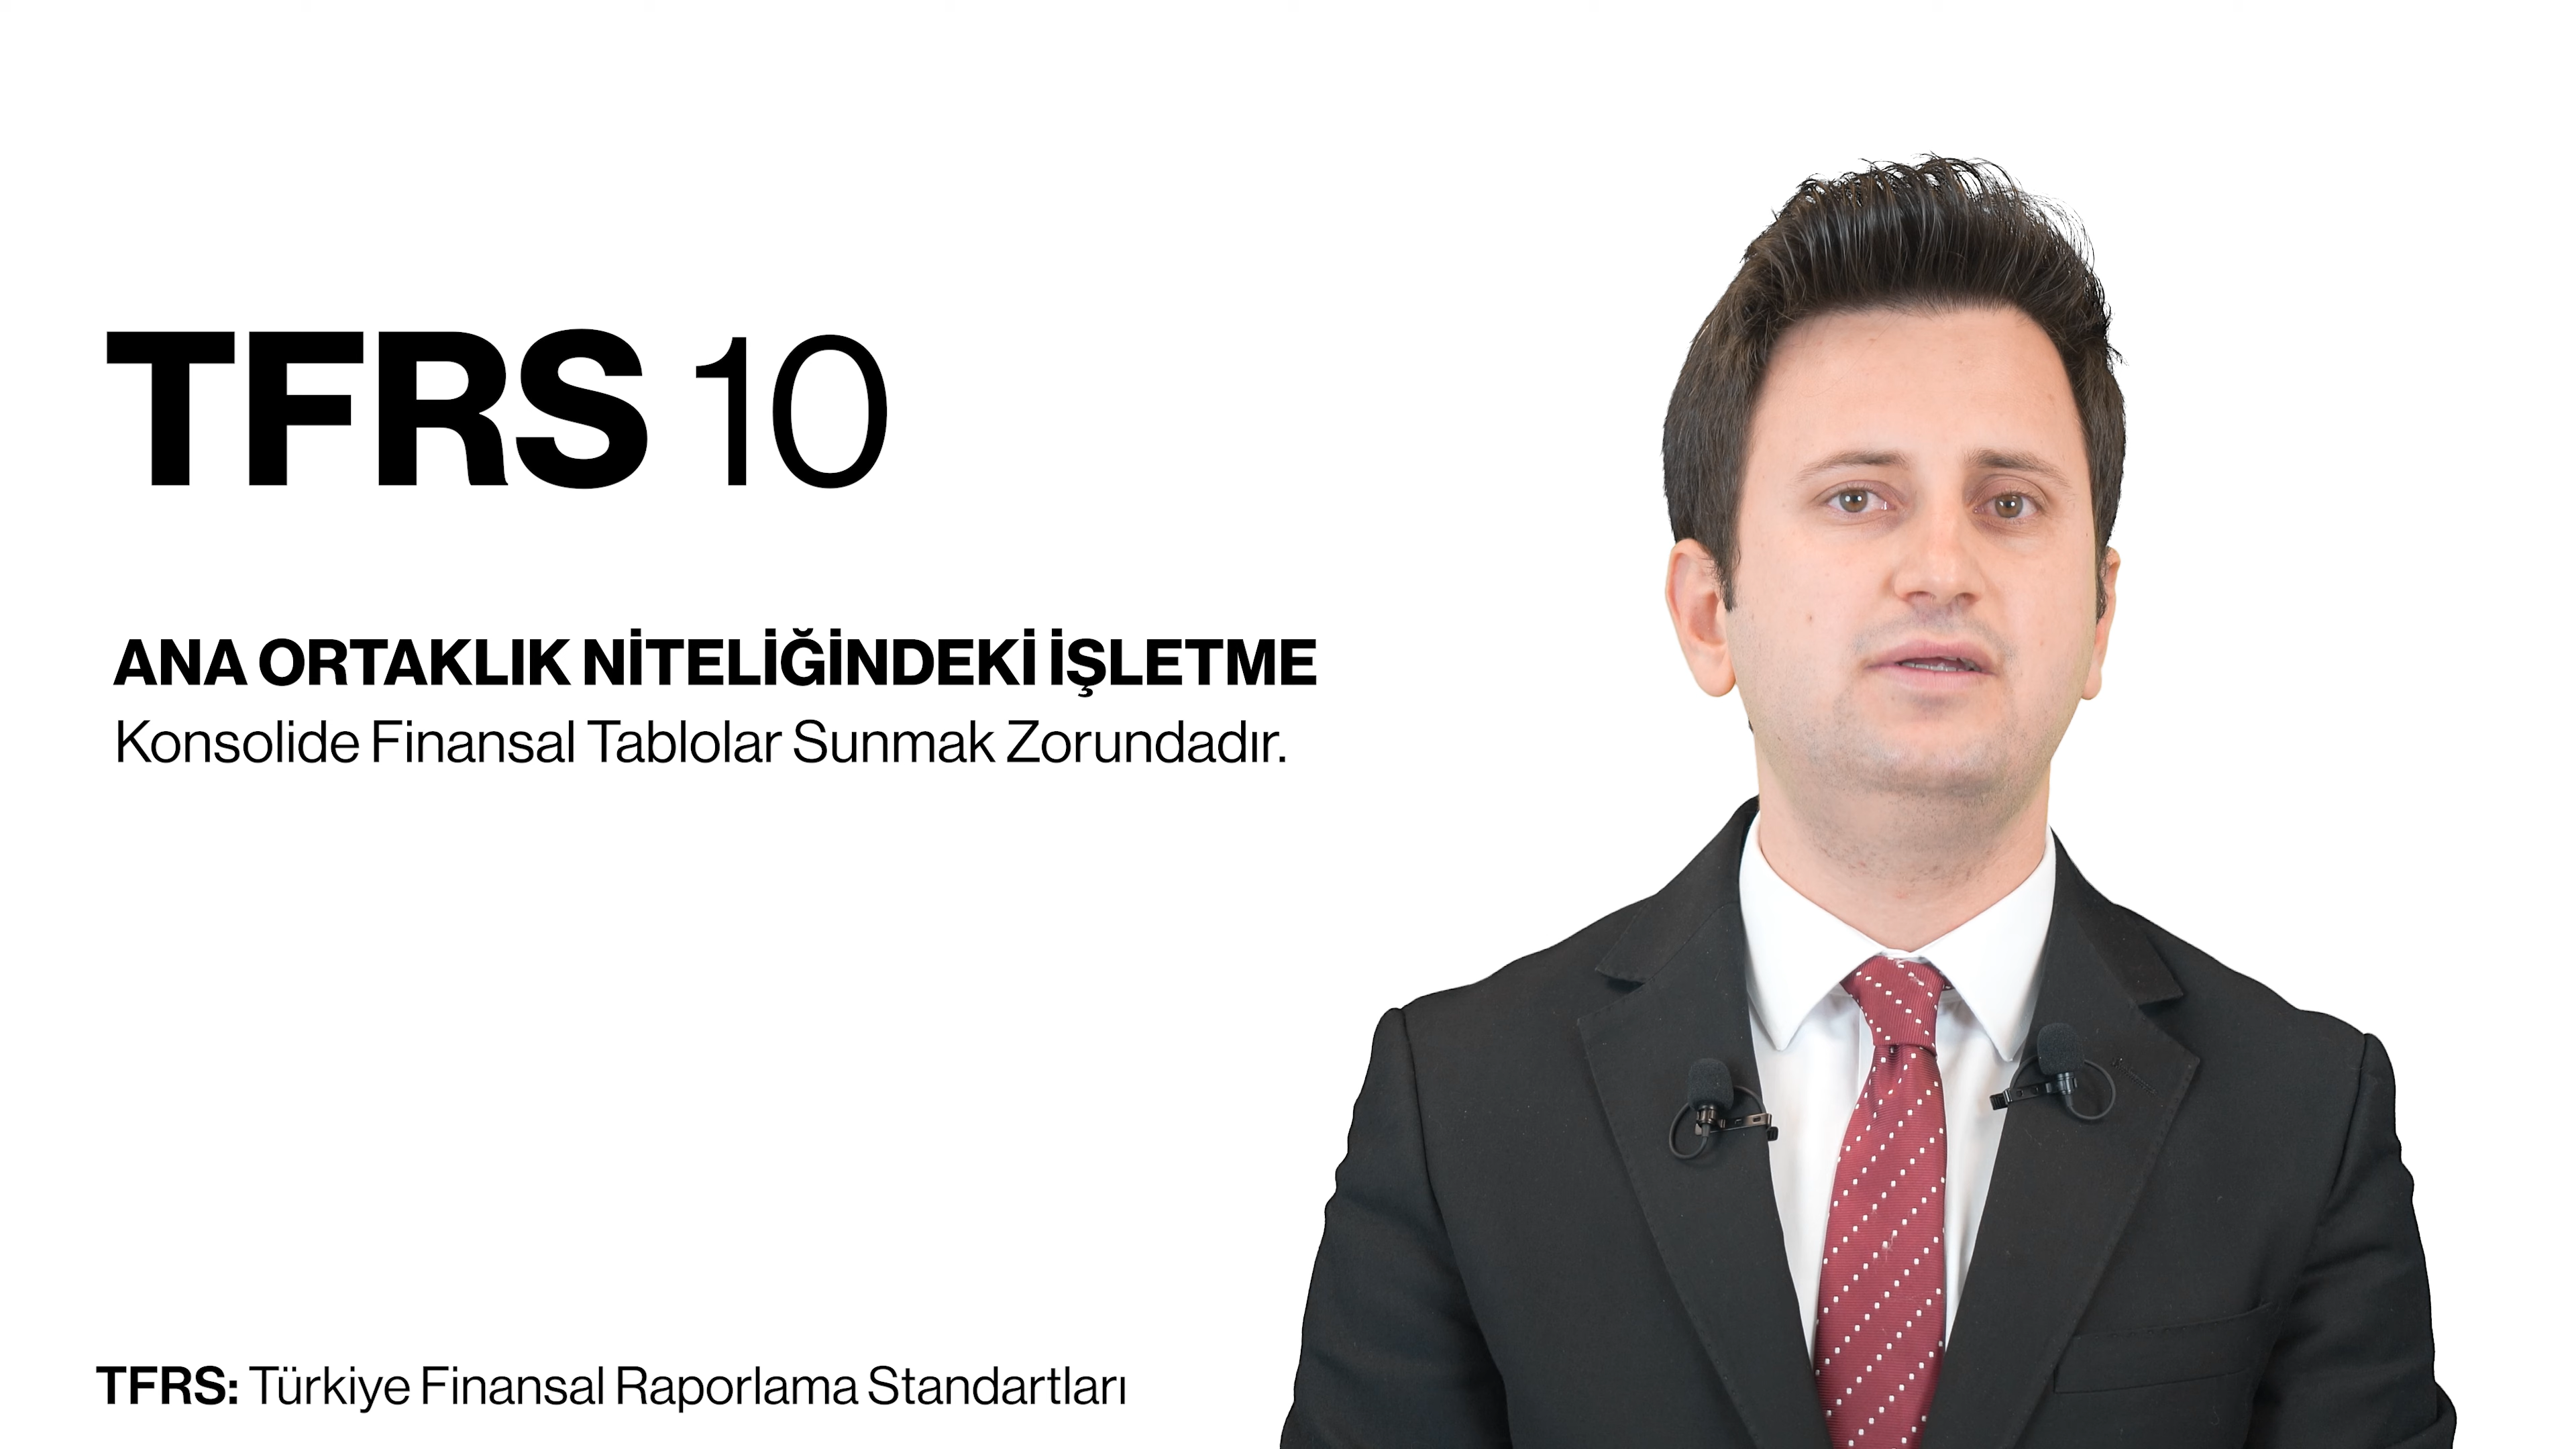 TFRS 10
ANA ORTAKLIK NİTELİĞİNDEKİ İŞLETME
Konsolide Finansal Tablolar Sunmak Zorundadır.
TFRS: Türkiye Finansal Raporlama Standartları